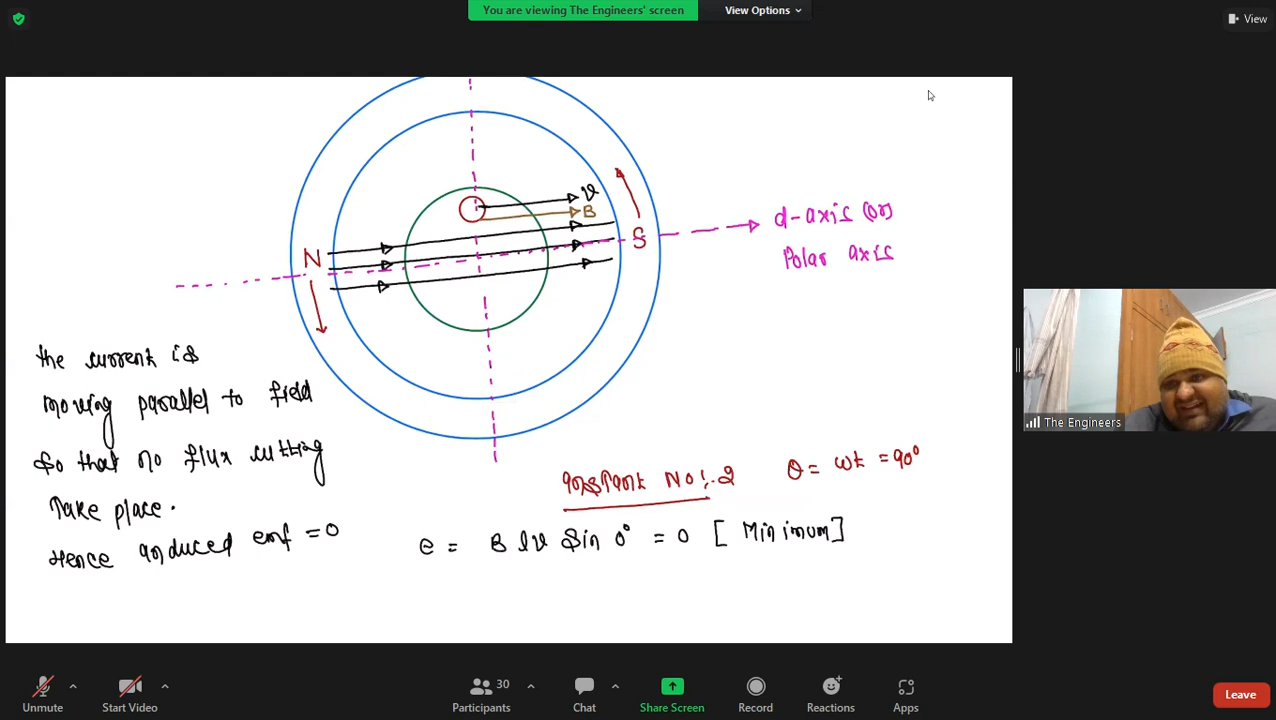 You are viewing The Engineers' screen
View Options
View
V
B
N
S
d-axis (or)
Polar axis
the current is
moving parallel to field
So that no flux cutting
Take place.
Hence induced emf = 0
instant No:.2
θ = ωt = 90°
e = Blv Sin 0° = 0 [Minimum]
The Engineers
Unmute
Start Video
30
Participants
Chat
Share Screen
Record
Reactions
Apps
Leave